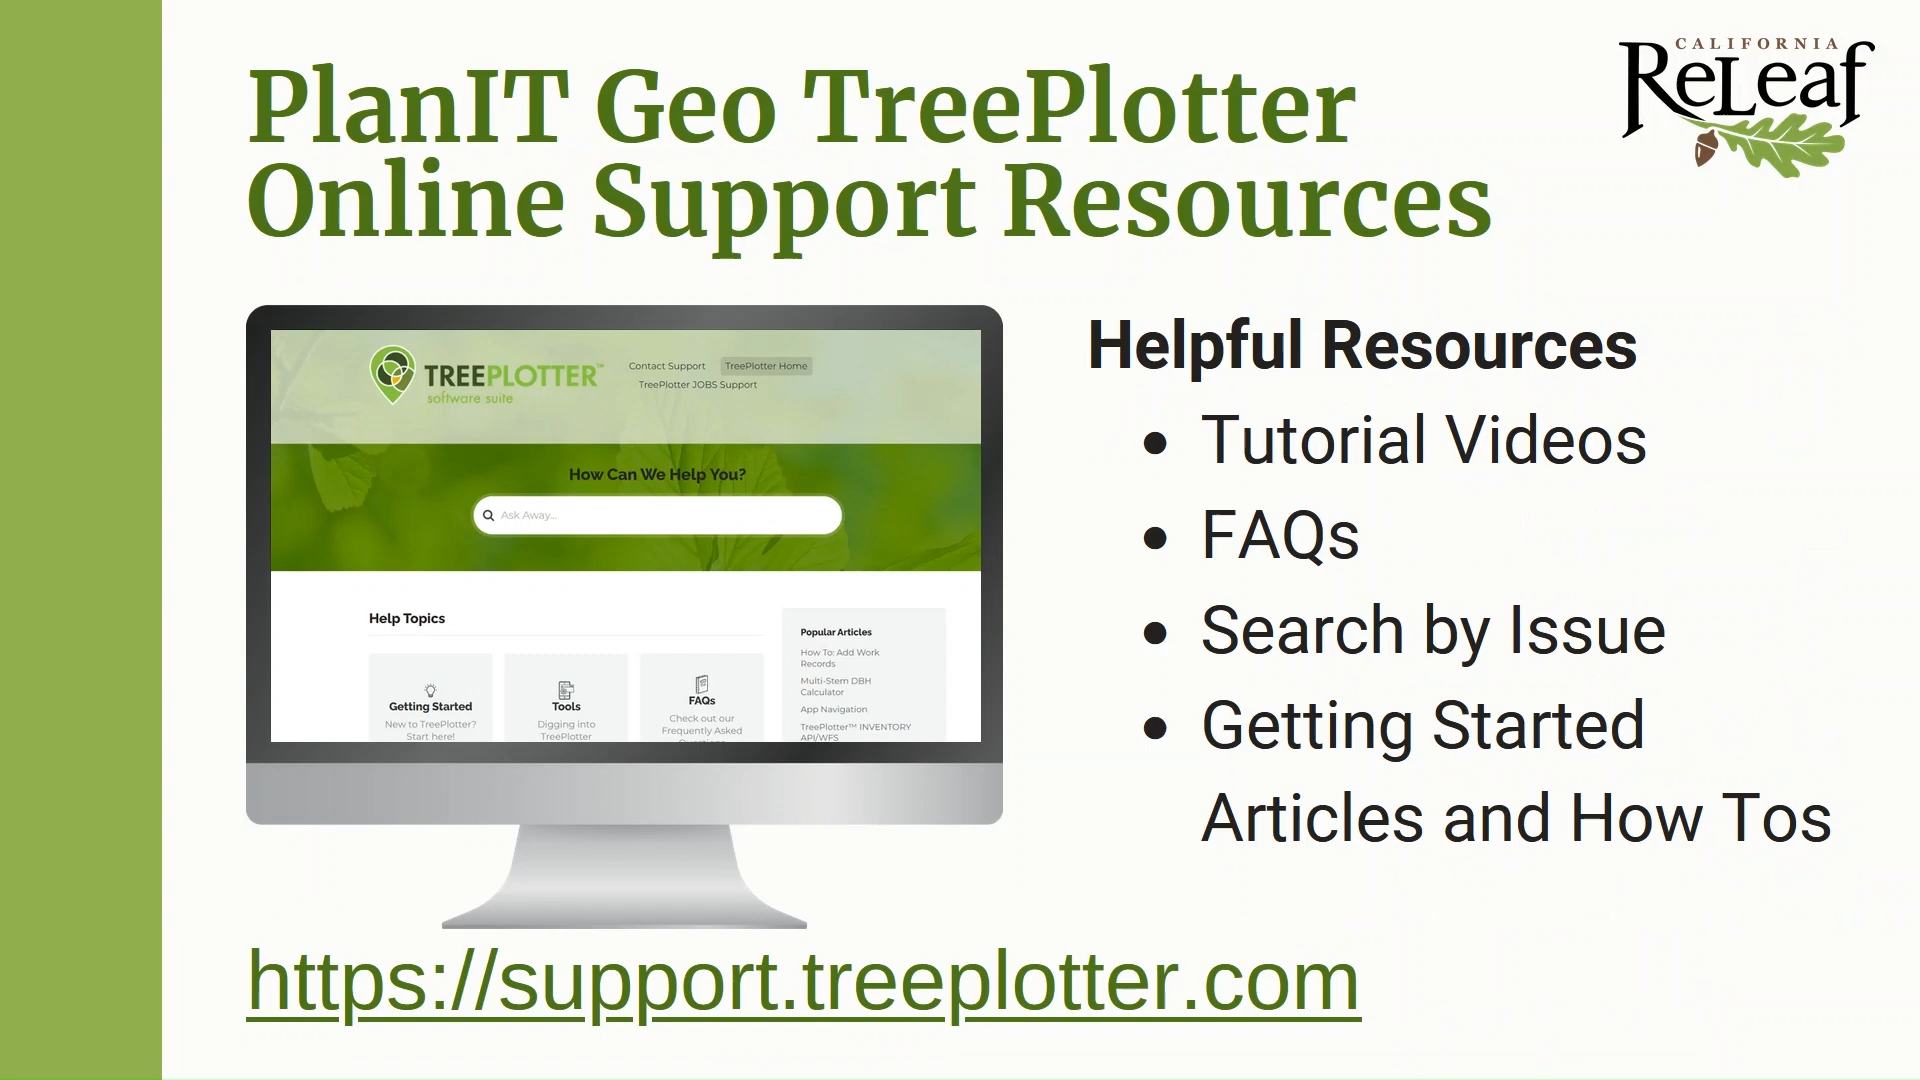 CALIFORNIA
ReLeaf
PlanIT Geo TreePlotter
Online Support Resources
TREEPLOTTER™
software suite
Contact Support
TreePlotter Home
TreePlotter JOBS Support
How Can We Help You?
Ask Away...
Help Topics
Getting Started
New to TreePlotter?
Start here!
Tools
Digging into
TreePlotter
FAQs
Check out our
Frequently Asked
Questions
Popular Articles
How To: Add Work
Records
Multi-Stem DBH
Calculator
App Navigation
TreePlotter™ INVENTORY
API/WFS
Helpful Resources
• Tutorial Videos
• FAQs
• Search by Issue
• Getting Started
Articles and How Tos
https://support.treeplotter.com